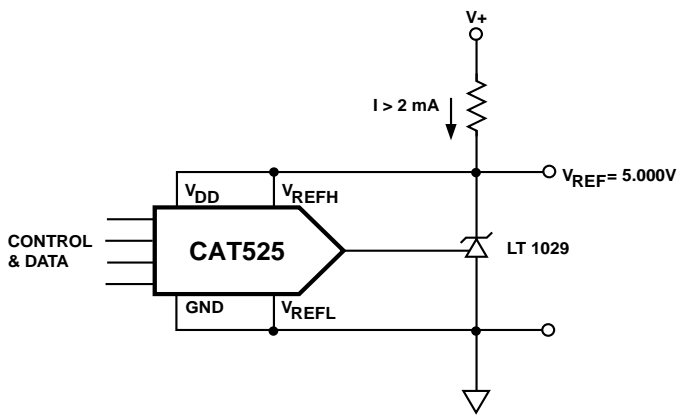 V+
I > 2 mA
VDD
VREFH
VREF = 5.000V
CONTROL
& DATA
CAT525
LT 1029
GND
VREFL